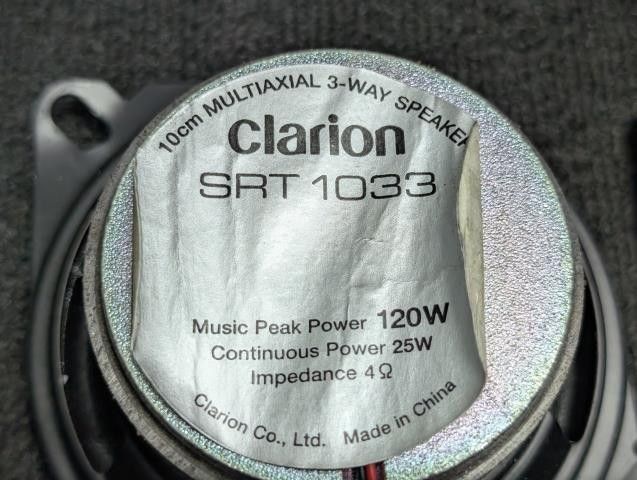 10cm MULTIAXIAL 3-WAY SPEAKER
Clarion
SRT 1033
Music Peak Power 120W
Continuous Power 25W
Impedance 4Ω
Clarion Co., Ltd. Made in China